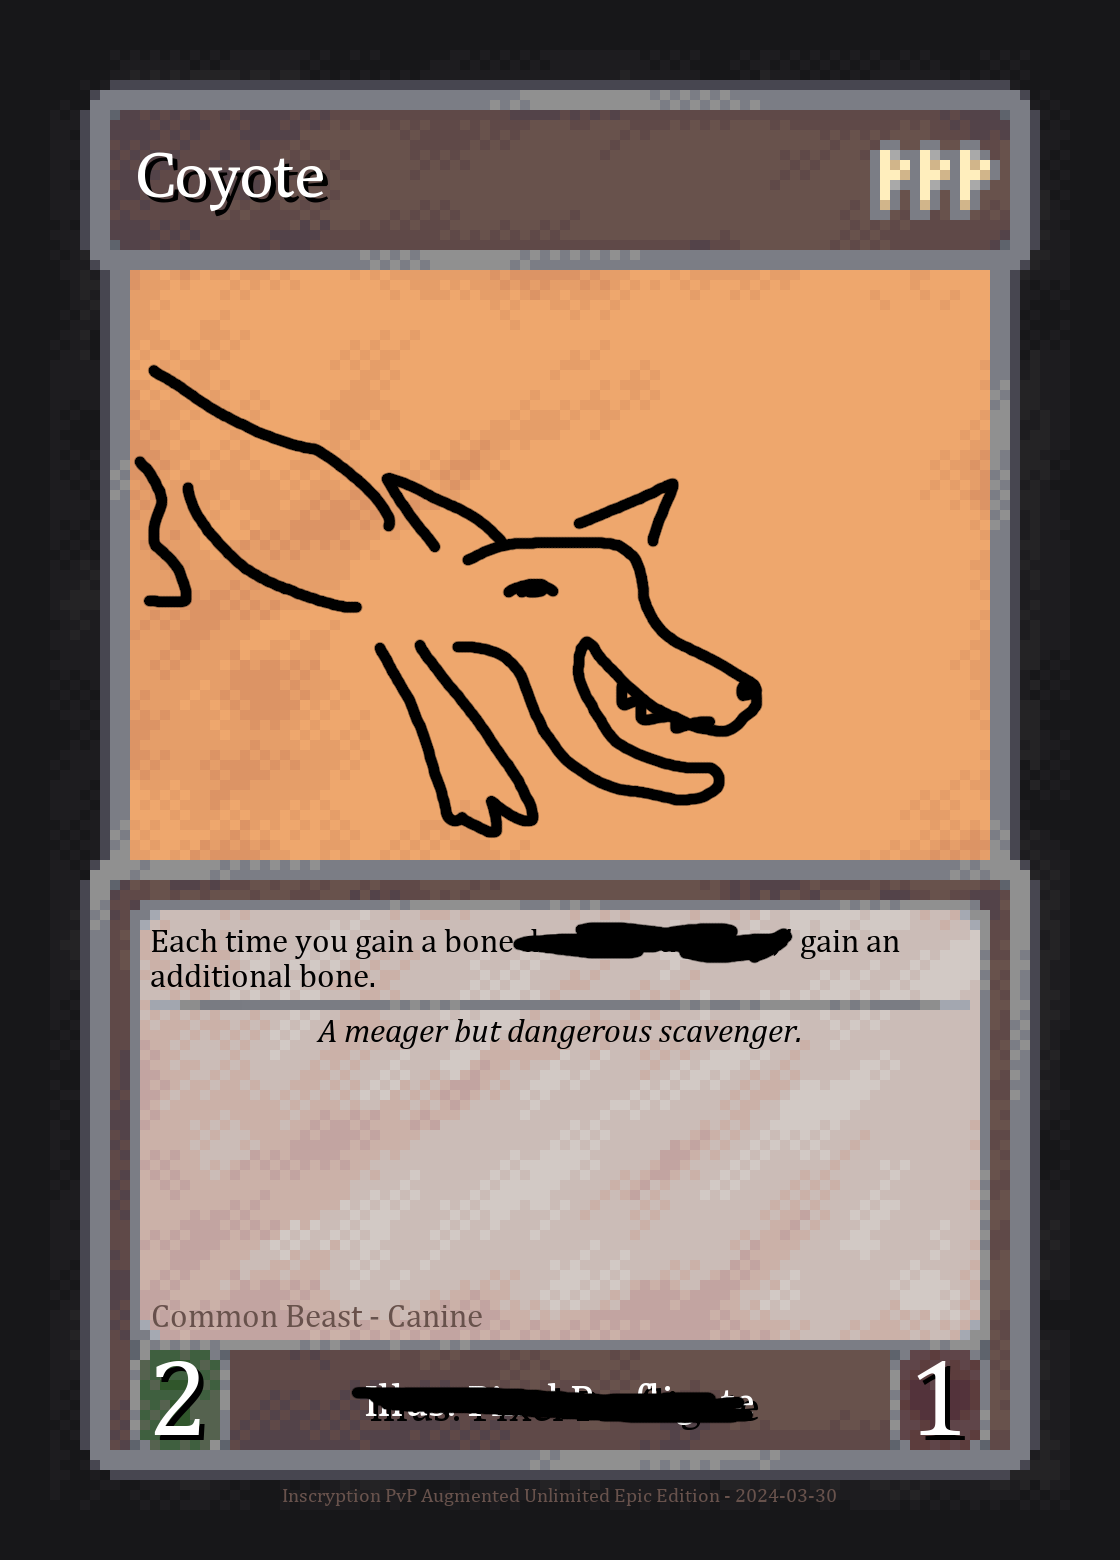 Coyote
Each time you gain a bone gain an
additional bone.
A meager but dangerous scavenger.
Common Beast - Canine
2
1
Inscryption PvP Augmented Unlimited Epic Edition - 2024-03-30